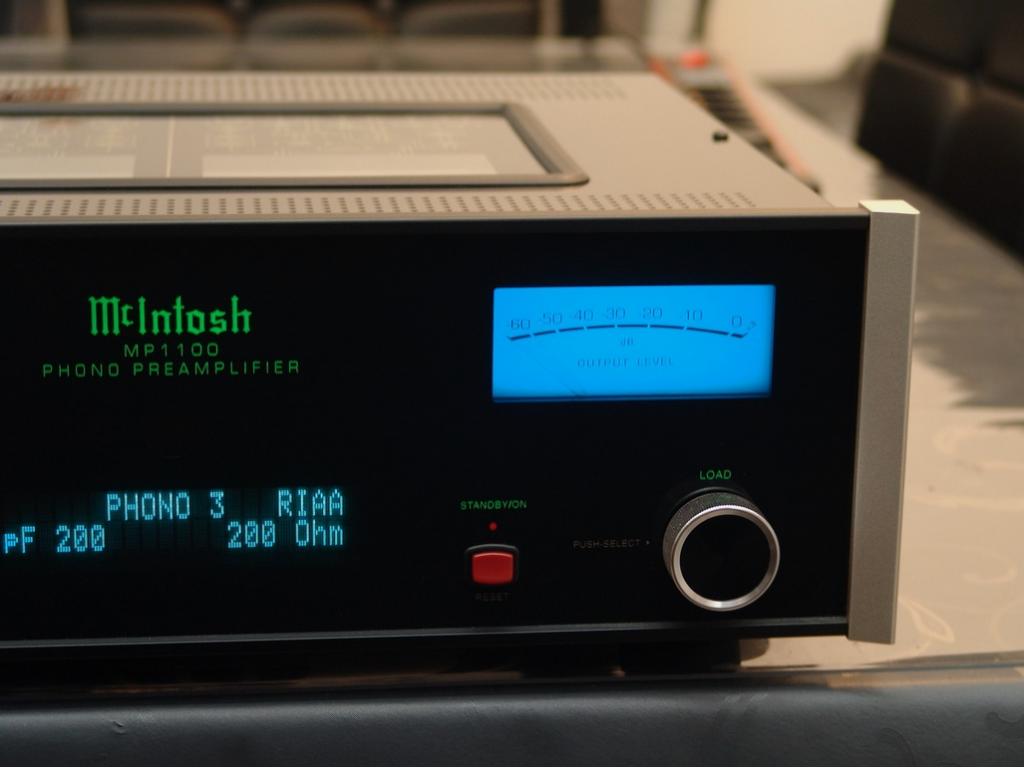 McIntosh
MP1100
PHONO PREAMPLIFIER
-60 -50 -40 -30 -20 -10 0
dB
OUTPUT LEVEL
PHONO 3 RIAA
pF 200 200 Ohm
STANDBY/ON
RESET
LOAD
PUSH-SELECT